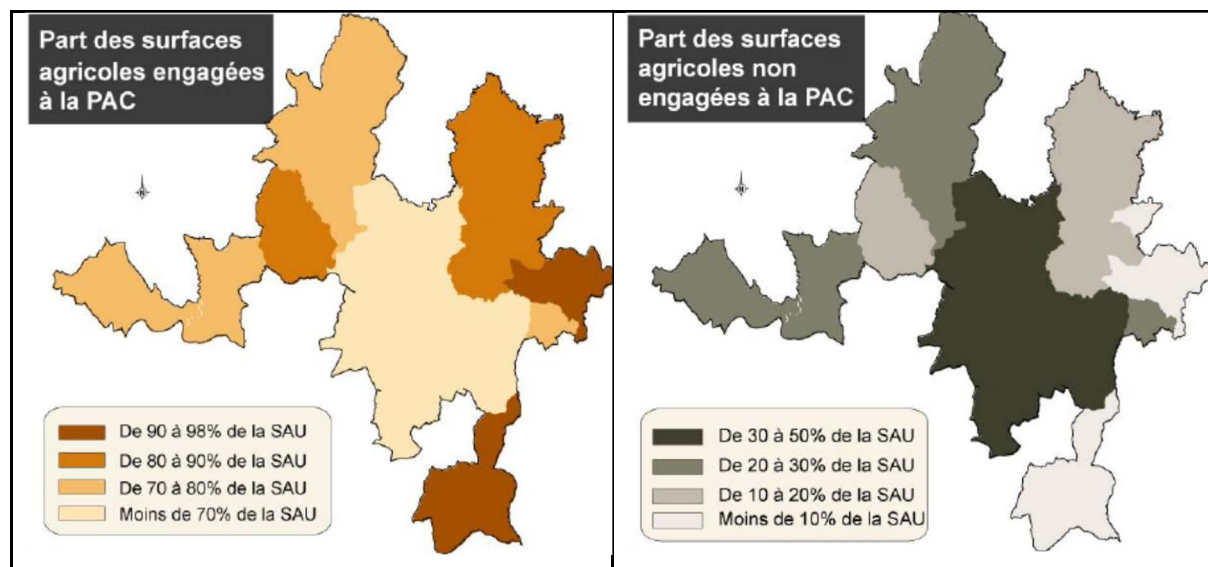 Part des surfaces
agricoles engagées
à la PAC
N
De 90 à 98% de la SAU
De 80 à 90% de la SAU
De 70 à 80% de la SAU
Moins de 70% de la SAU
Part des surfaces
agricoles non
engagées à la PAC
N
De 30 à 50% de la SAU
De 20 à 30% de la SAU
De 10 à 20% de la SAU
Moins de 10% de la SAU